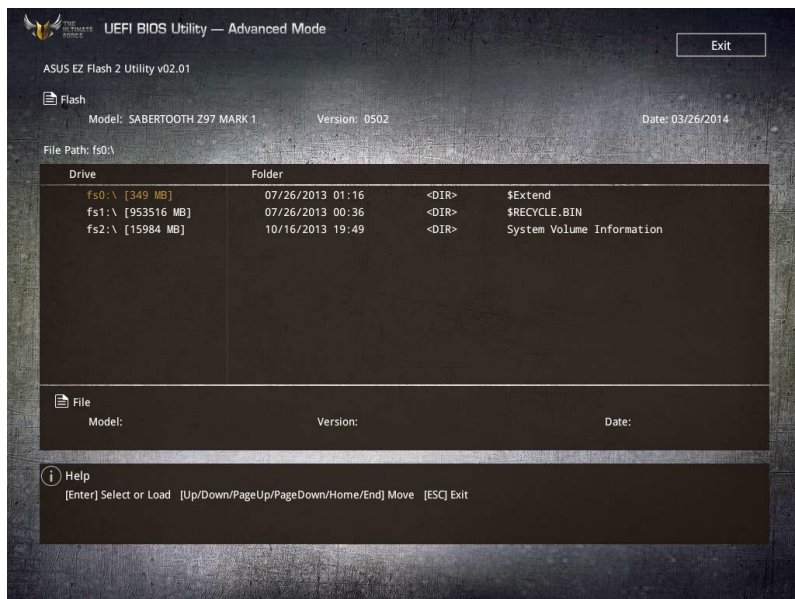 THE ULTIMATE FORCE
UEFI BIOS Utility — Advanced Mode
Exit
ASUS EZ Flash 2 Utility v02.01
Flash
Model: SABERTOOTH Z97 MARK 1 Version: 0502 Date: 03/26/2014
File Path: fs0:\
Drive Folder
fs0:\ [349 MB] 07/26/2013 01:16 <DIR> $Extend
fs1:\ [953516 MB] 07/26/2013 00:36 <DIR> $RECYCLE.BIN
fs2:\ [15984 MB] 10/16/2013 19:49 <DIR> System Volume Information
File
Model: Version: Date:
Help
[Enter] Select or Load [Up/Down/PageUp/PageDown/Home/End] Move [ESC] Exit